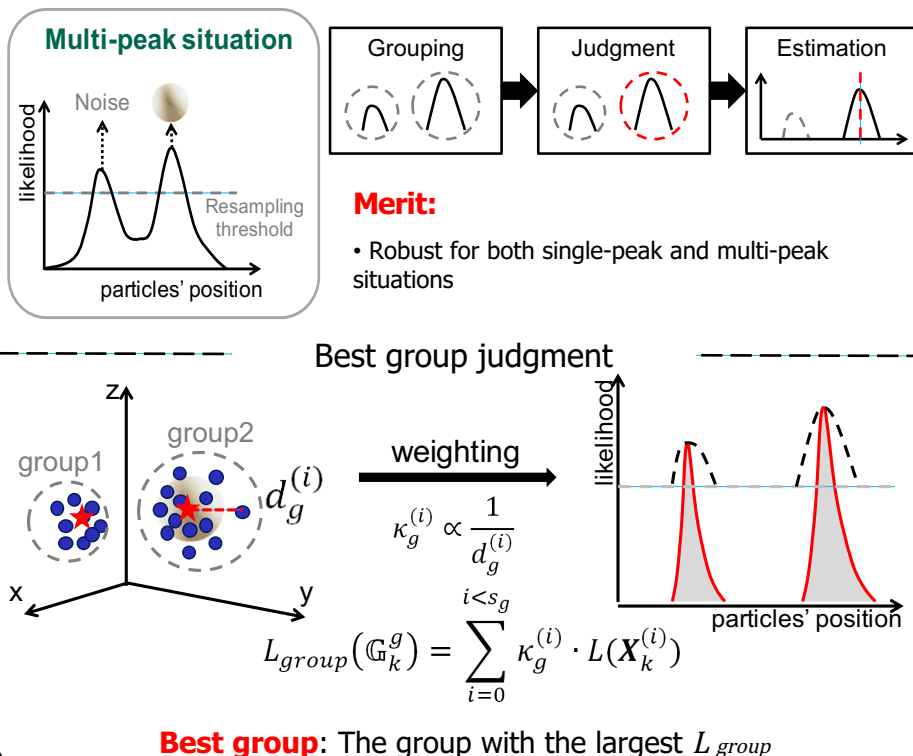 Multi-peak situation
Noise
likelihood
Resampling
threshold
particles' position
Grouping
Judgment
Estimation
Merit:
• Robust for both single-peak and multi-peak
situations
Best group judgment
z
group1
group2
x
y
d_g^{(i)}
weighting
κ_g^{(i)} ∝ 1/d_g^{(i)}
likelihood
particles' position
L_{group}(𝔾_k^g) = ∑_{i=0}^{i<s_g} κ_g^{(i)} · L(𝑿_k^{(i)})
Best group: The group with the largest L_{group}